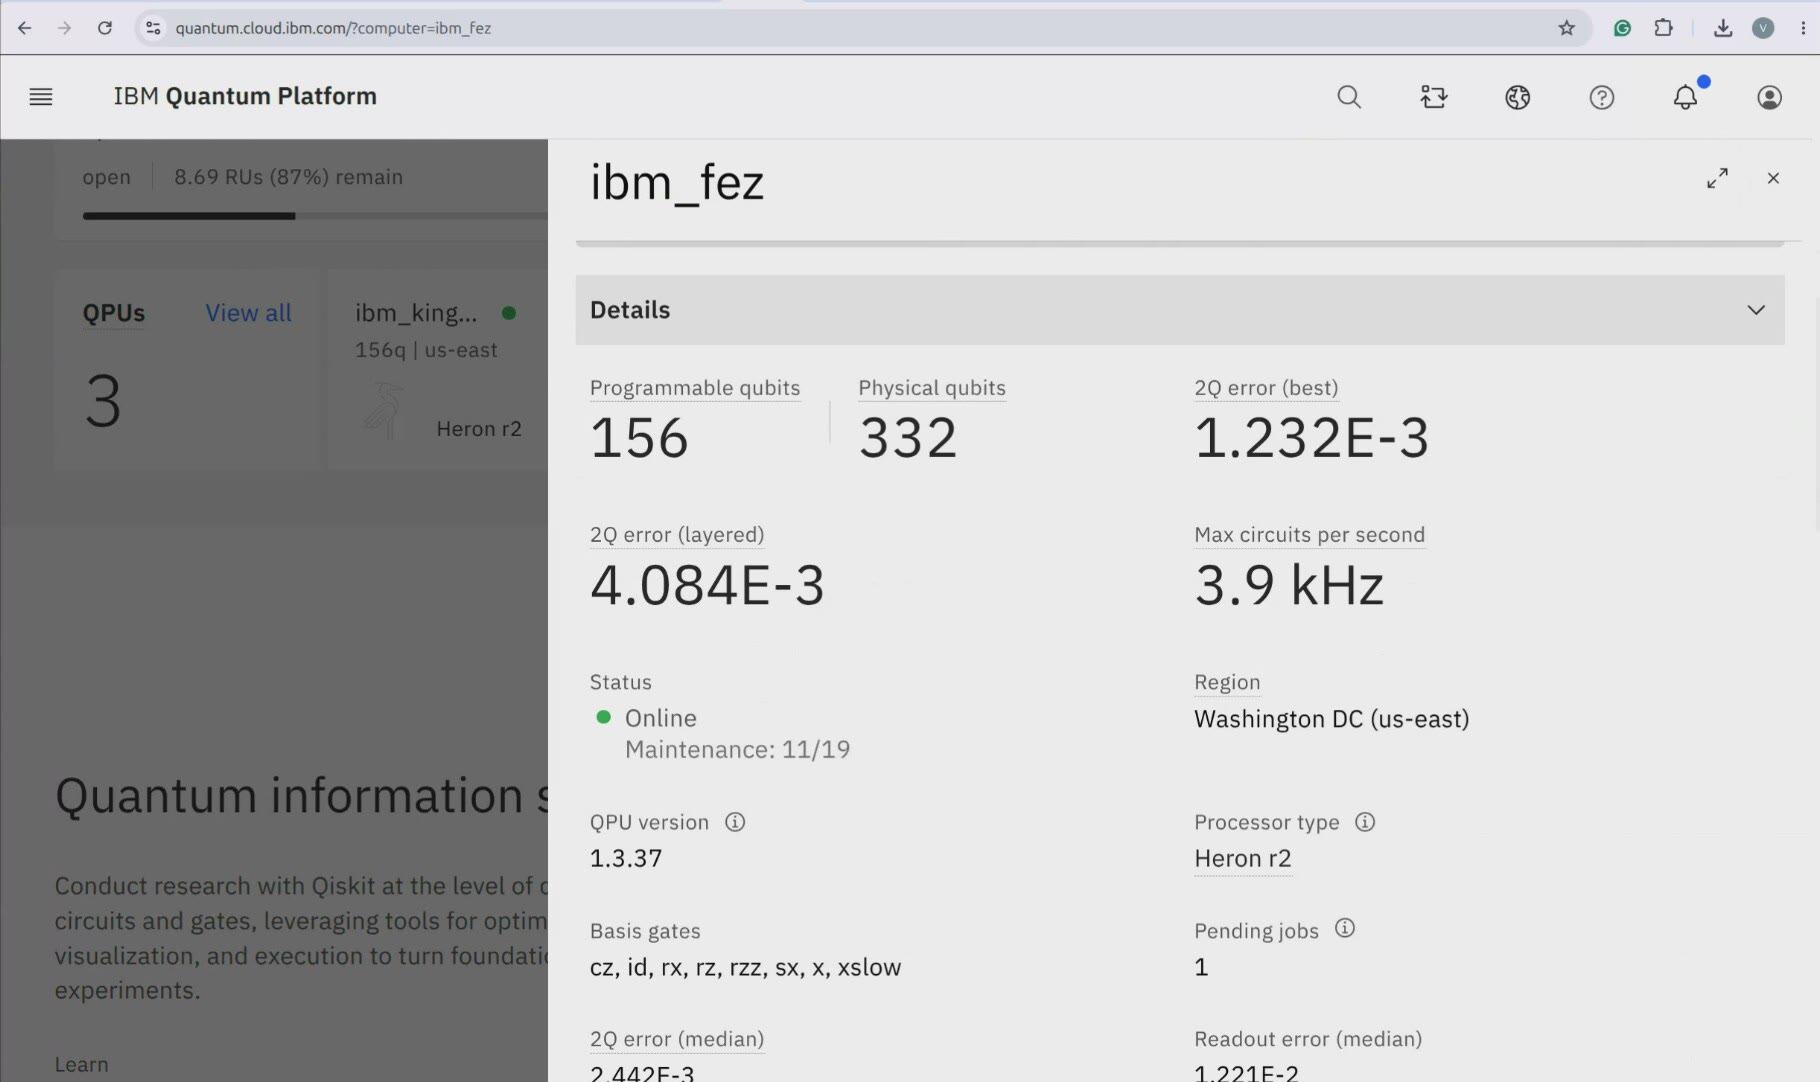 quantum.cloud.ibm.com/?computer=ibm_fez
V
IBM Quantum Platform
open
8.69 RUs (87%) remain
QPUs
View all
3
ibm_king...
156q | us-east
Heron r2
Quantum information s
Conduct research with Qiskit at the level of
circuits and gates, leveraging tools for optim
visualization, and execution to turn foundati
experiments.
Learn
ibm_fez
Details
Programmable qubits
156
Physical qubits
332
2Q error (best)
1.232E-3
2Q error (layered)
4.084E-3
Max circuits per second
3.9 kHz
Status
Online
Maintenance: 11/19
Region
Washington DC (us-east)
QPU version
1.3.37
Processor type
Heron r2
Basis gates
cz, id, rx, rz, rzz, sx, x, xslow
Pending jobs
1
2Q error (median)
2.442E-3
Readout error (median)
1.221E-2